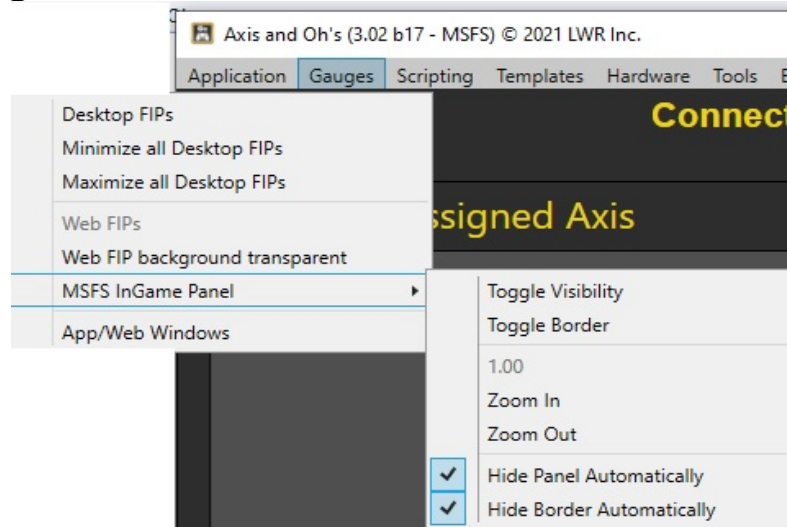 Axis and Oh's (3.02 b17 - MSFS) © 2021 LWR Inc.
Application Gauges Scripting Templates Hardware Tools
Desktop FIPs
Minimize all Desktop FIPs
Maximize all Desktop FIPs
Web FIPs
Web FIP background transparent
MSFS InGame Panel
App/Web Windows
Connect
ssigned Axis
Toggle Visibility
Toggle Border
1.00
Zoom In
Zoom Out
Hide Panel Automatically
Hide Border Automatically